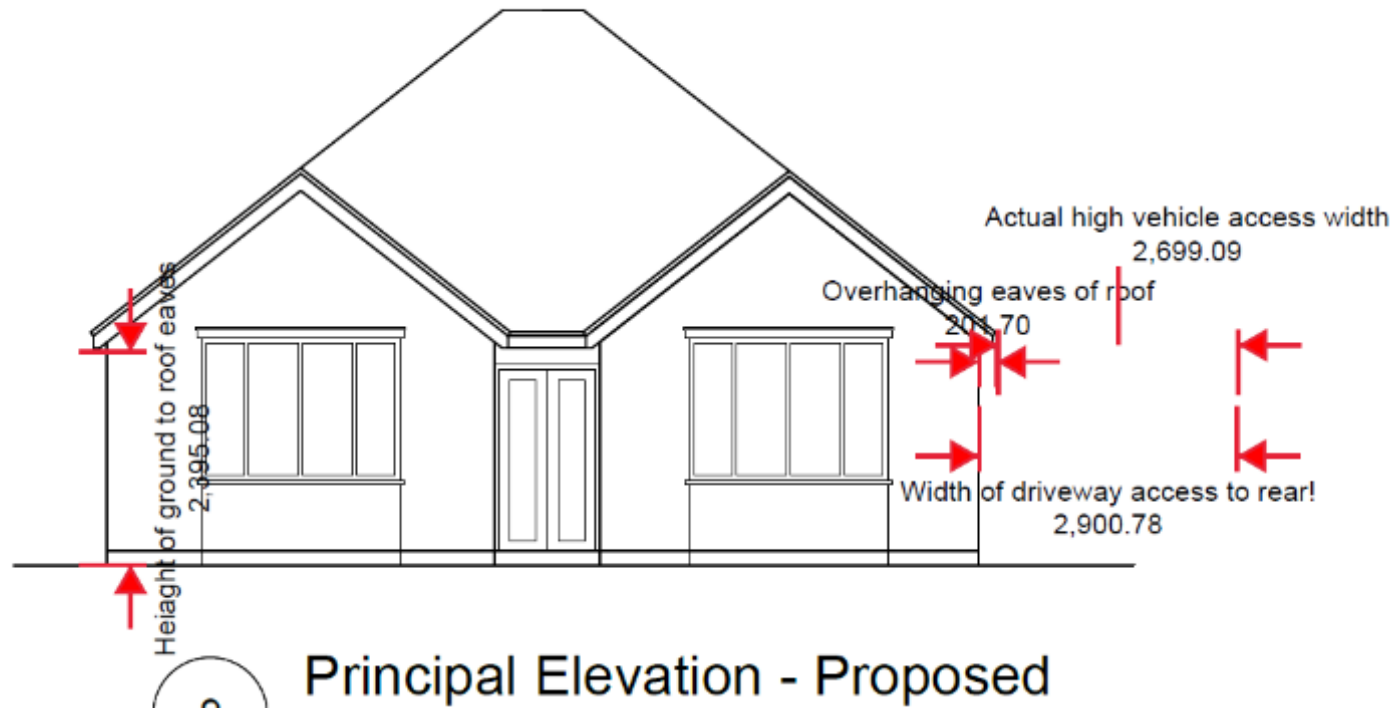 Actual high vehicle access width
2,699.09
Overhanging eaves of roof
201.70
Heiaght of ground to roof eaves
2,395.08
Width of driveway access to rear!
2,900.78
Principal Elevation - Proposed